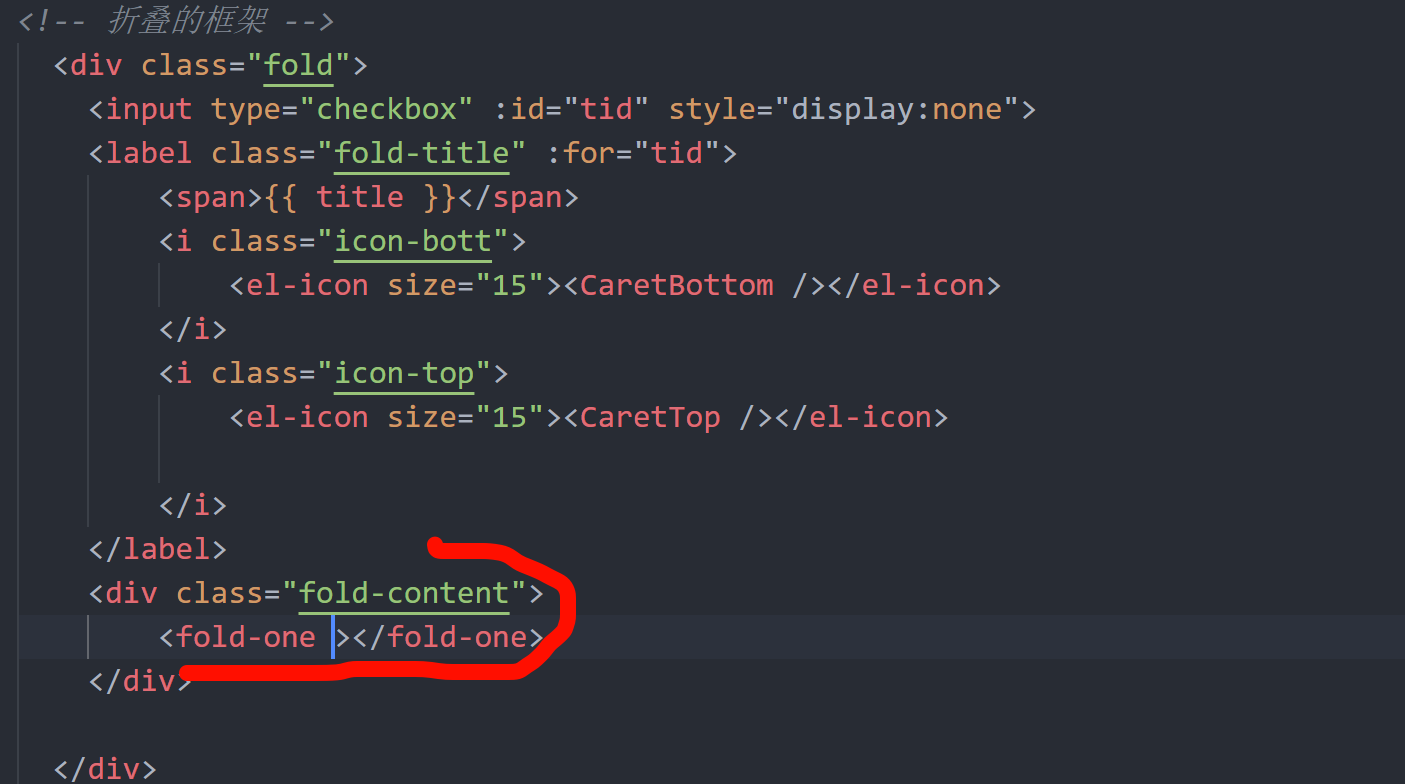 <!-- 折叠的框架 -->
<div class="fold">
<input type="checkbox" :id="tid" style="display:none">
<label class="fold-title" :for="tid">
<span>{{ title }}</span>
<i class="icon-bott">
<el-icon size="15"><CaretBottom /></el-icon>
</i>
<i class="icon-top">
<el-icon size="15"><CaretTop /></el-icon>
</i>
</label>
<div class="fold-content">
<fold-one ></fold-one>
</div>
</div>